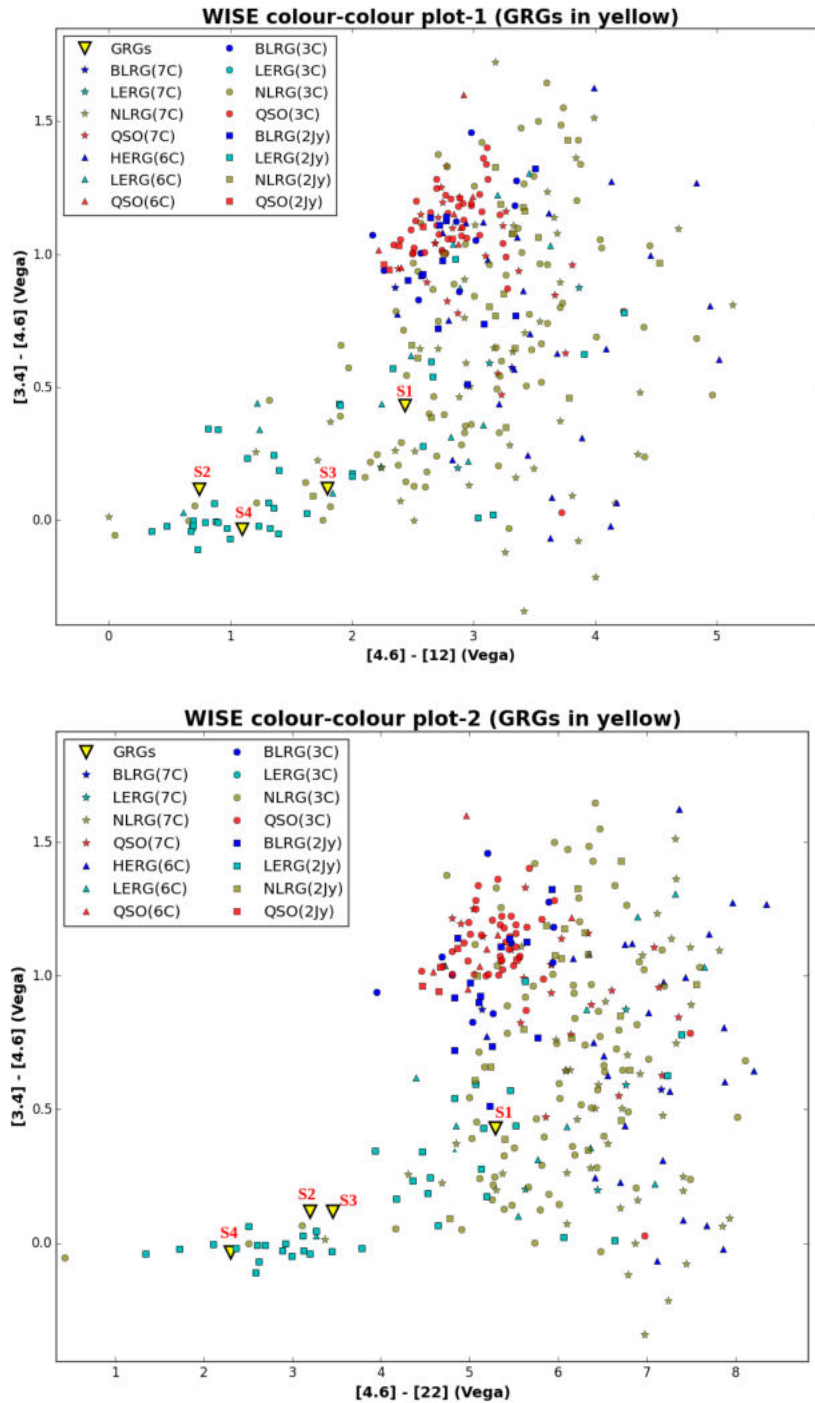 WISE colour-colour plot-1 (GRGs in yellow)
GRGs
BLRG(7C)
LERG(7C)
NLRG(7C)
QSO(7C)
HERG(6C)
LERG(6C)
QSO(6C)
BLRG(3C)
LERG(3C)
NLRG(3C)
QSO(3C)
BLRG(2Jy)
LERG(2Jy)
NLRG(2Jy)
QSO(2Jy)
1.5
1.0
0.5
0.0
[3.4] - [4.6] (Vega)
S1
S2
S3
S4
0 1 2 3 4 5
[4.6] - [12] (Vega)
WISE colour-colour plot-2 (GRGs in yellow)
GRGs
BLRG(7C)
LERG(7C)
NLRG(7C)
QSO(7C)
HERG(6C)
LERG(6C)
QSO(6C)
BLRG(3C)
LERG(3C)
NLRG(3C)
QSO(3C)
BLRG(2Jy)
LERG(2Jy)
NLRG(2Jy)
QSO(2Jy)
1.5
1.0
0.5
0.0
[3.4] - [4.6] (Vega)
S1
S2
S3
S4
1 2 3 4 5 6 7 8
[4.6] - [22] (Vega)